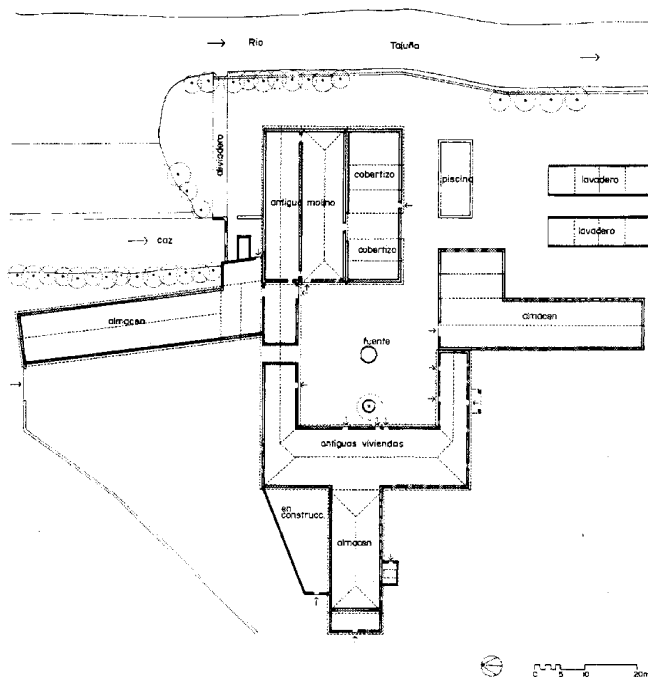 Rio Tajuña
aliviadero
antiguo molino
cobertizo
cobertizo
piscina
lavadero
lavadero
caz
almacen
fuente
almacen
antiguas viviendas
en
construcc.
almacen
0 5 10 20m